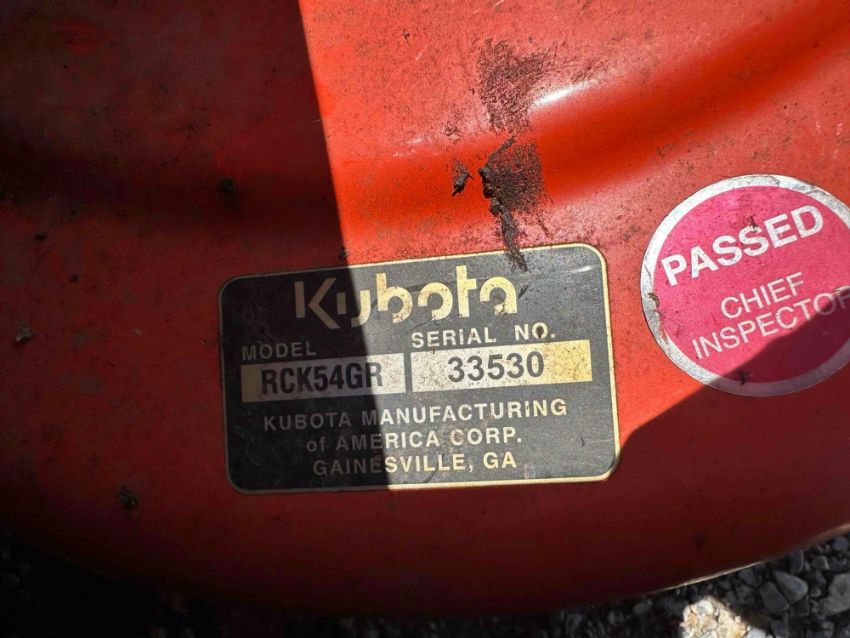 Kubota
MODEL
SERIAL NO.
RCK54GR
33530
KUBOTA MANUFACTURING
of AMERICA CORP.
GAINESVILLE, GA
PASSED
CHIEF
INSPECTOR